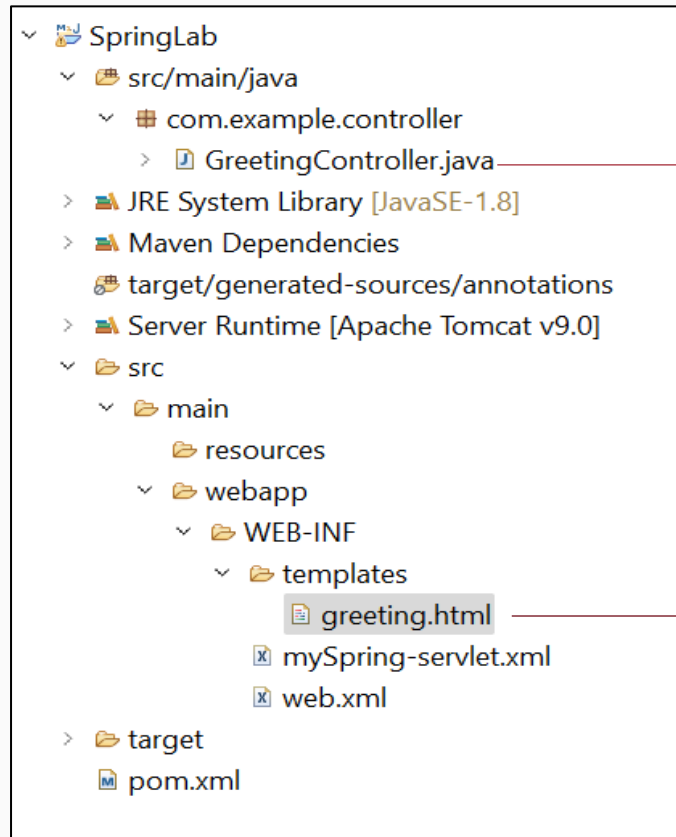 SpringLab
src/main/java
com.example.controller
GreetingController.java
JRE System Library [JavaSE-1.8]
Maven Dependencies
target/generated-sources/annotations
Server Runtime [Apache Tomcat v9.0]
src
main
resources
webapp
WEB-INF
templates
greeting.html
mySpring-servlet.xml
web.xml
target
pom.xml